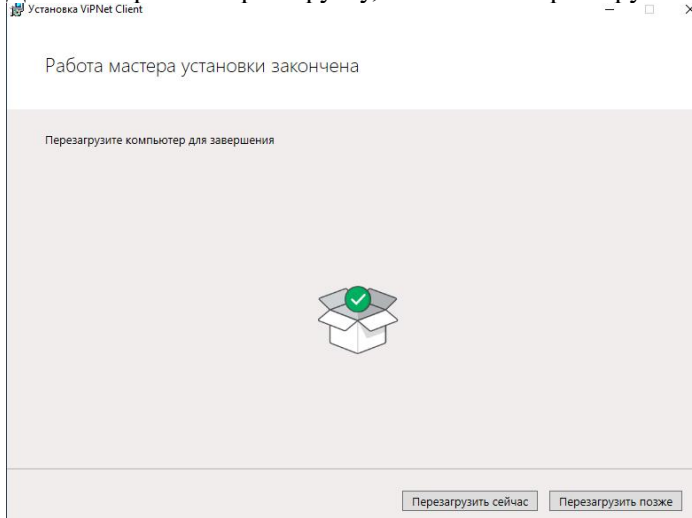 Установка ViPNet Client
Работа мастера установки закончена
Перезагрузите компьютер для завершения
Перезагрузить сейчас
Перезагрузить позже